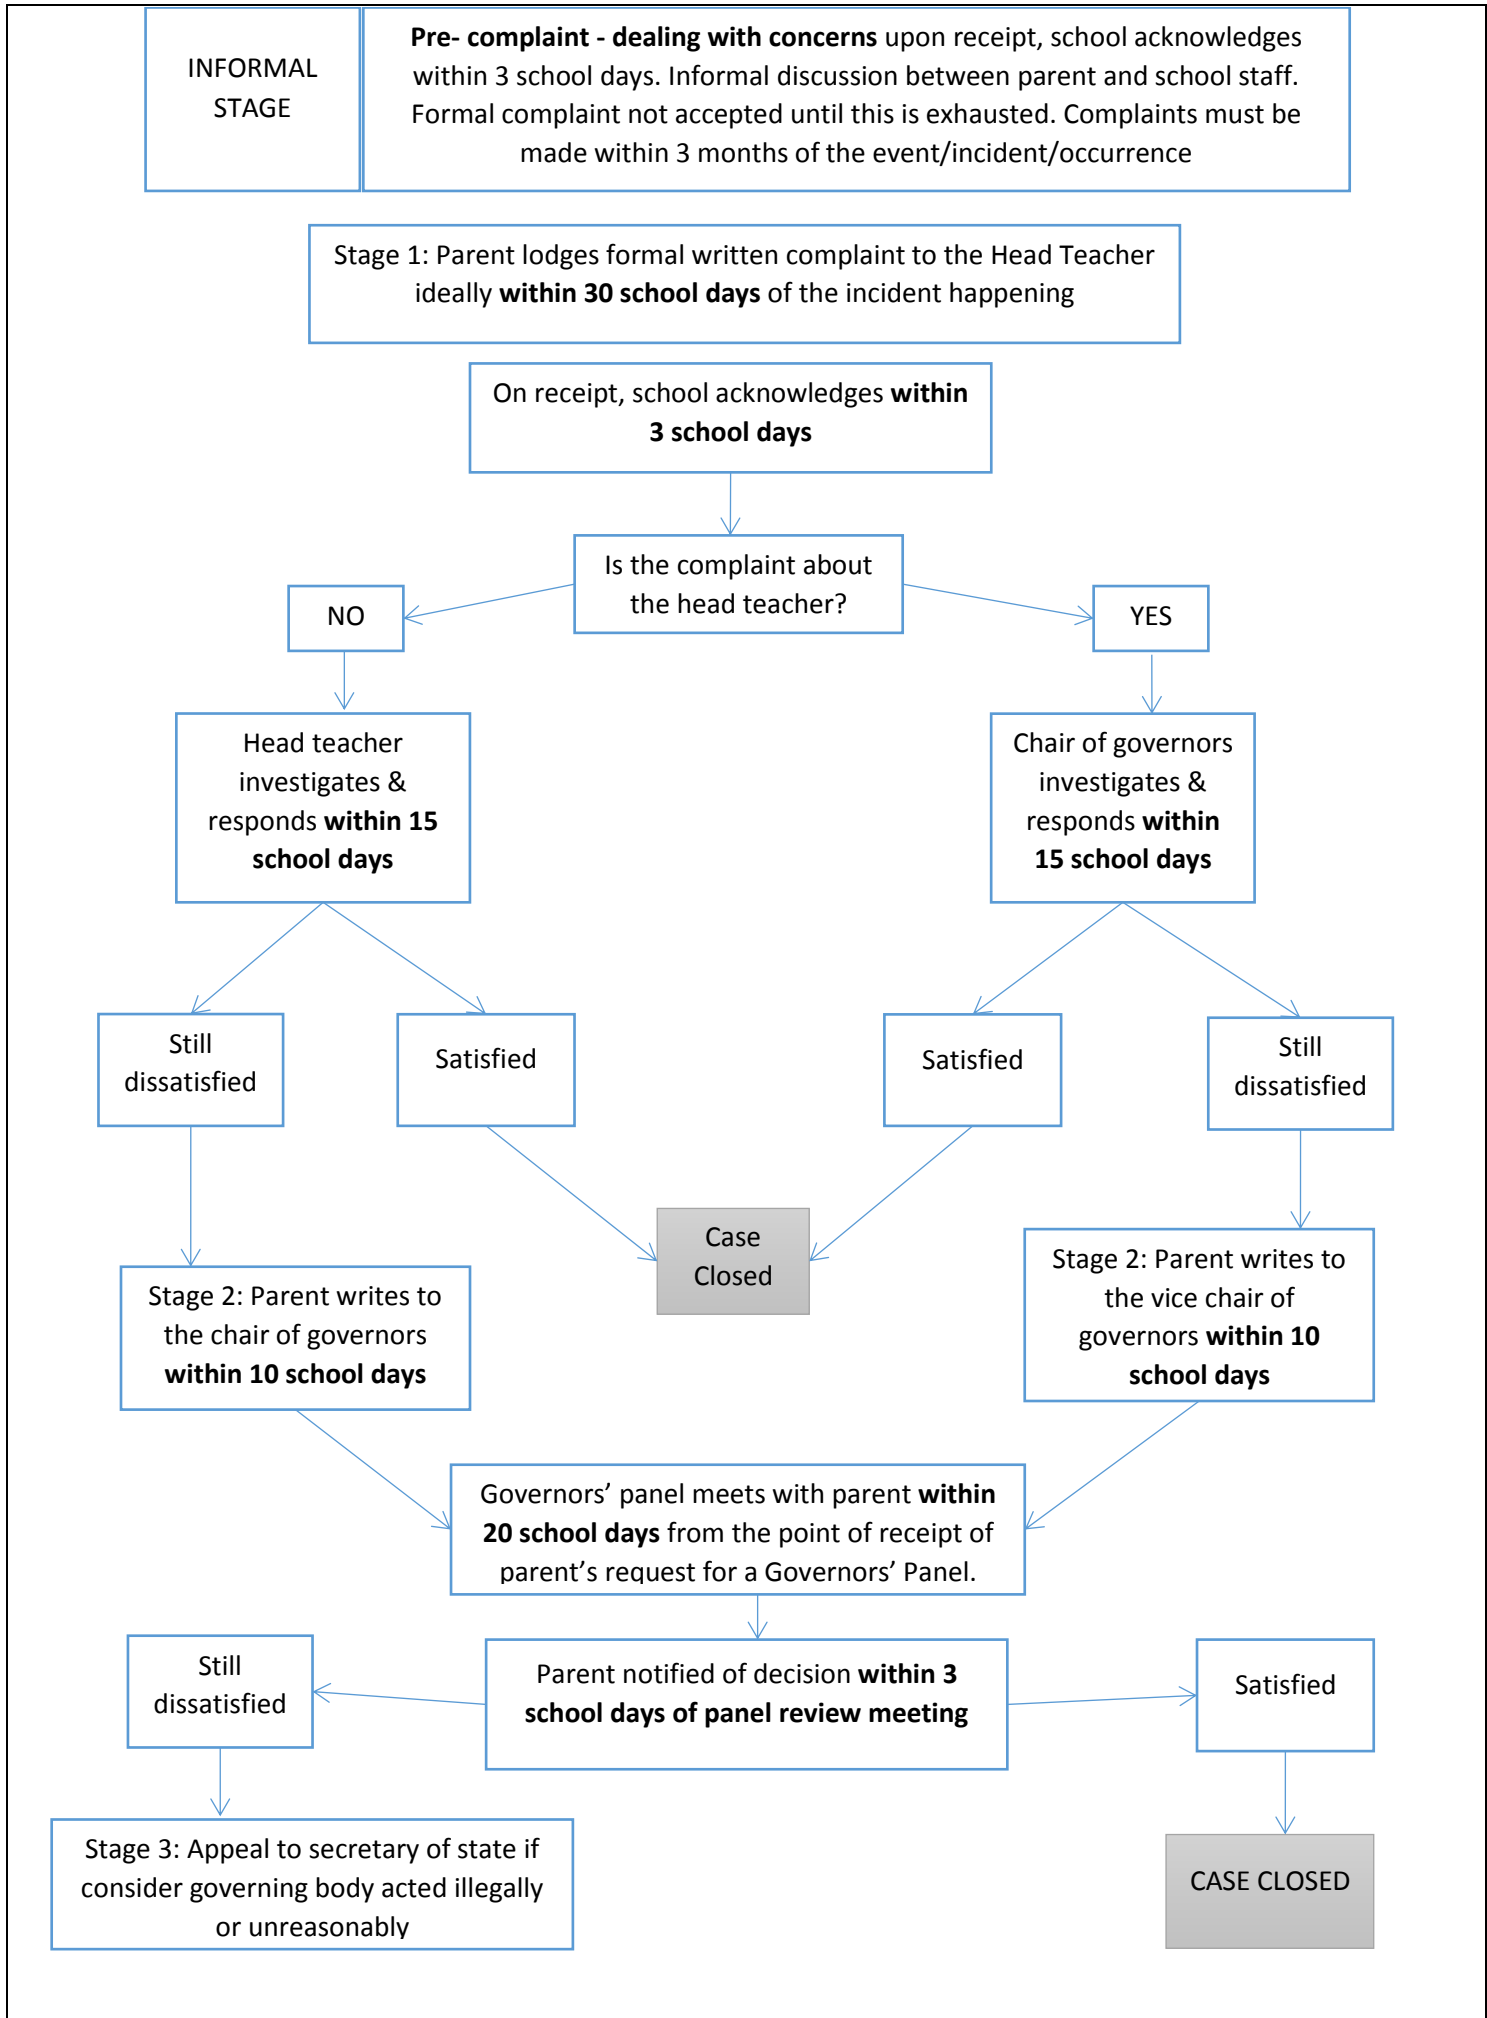 INFORMAL
STAGE
Pre- complaint - dealing with concerns upon receipt, school acknowledges
within 3 school days. Informal discussion between parent and school staff.
Formal complaint not accepted until this is exhausted. Complaints must be
made within 3 months of the event/incident/occurrence
Stage 1: Parent lodges formal written complaint to the Head Teacher
ideally within 30 school days of the incident happening
On receipt, school acknowledges within
3 school days
Is the complaint about
the head teacher?
NO
YES
Head teacher
investigates &
responds within 15
school days
Chair of governors
investigates &
responds within
15 school days
Still
dissatisfied
Satisfied
Satisfied
Still
dissatisfied
Case
Closed
Stage 2: Parent writes to
the chair of governors
within 10 school days
Stage 2: Parent writes to
the vice chair of
governors within 10
school days
Governors’ panel meets with parent within
20 school days from the point of receipt of
parent’s request for a Governors’ Panel.
Still
dissatisfied
Parent notified of decision within 3
school days of panel review meeting
Satisfied
Stage 3: Appeal to secretary of state if
consider governing body acted illegally
or unreasonably
CASE CLOSED